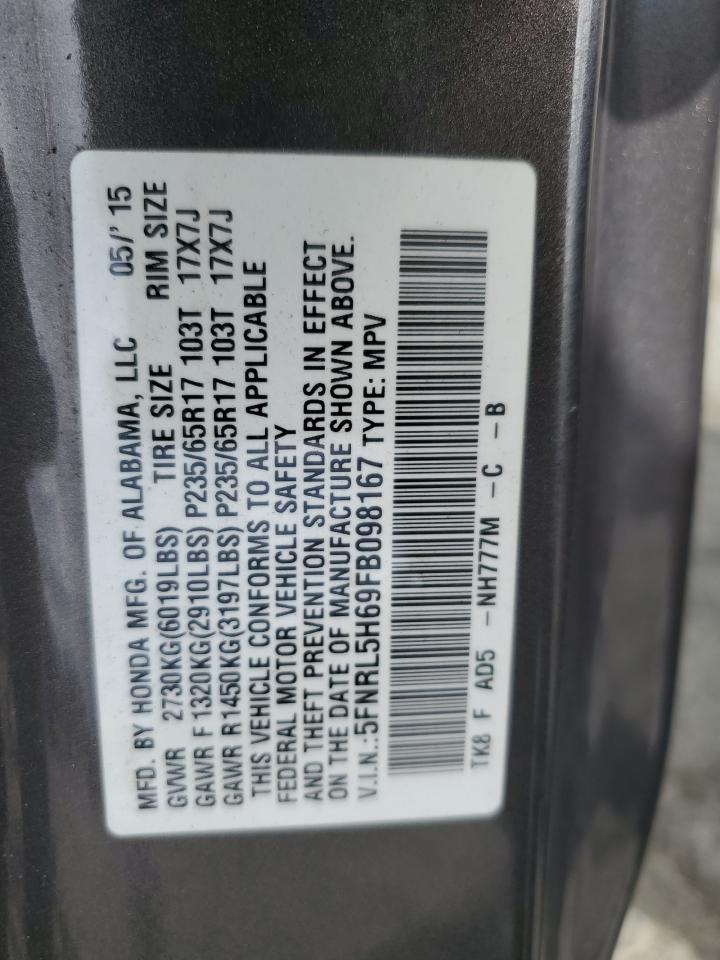 MFD. BY HONDA MFG. OF ALABAMA, LLC 05/' 15
GVWR 2730KG(6019LBS) TIRE SIZE RIM SIZE
GAWR F 1320KG(2910LBS) P235/65R17 103T 17X7J
GAWR R1450KG(3197LBS) P235/65R17 103T 17X7J
THIS VEHICLE CONFORMS TO ALL APPLICABLE
FEDERAL MOTOR VEHICLE SAFETY
AND THEFT PREVENTION STANDARDS IN EFFECT
ON THE DATE OF MANUFACTURE SHOWN ABOVE.
V.I.N.:5FNRL5H69FB098167 TYPE: MPV
TK8 F AD5 -NH777M -C -B